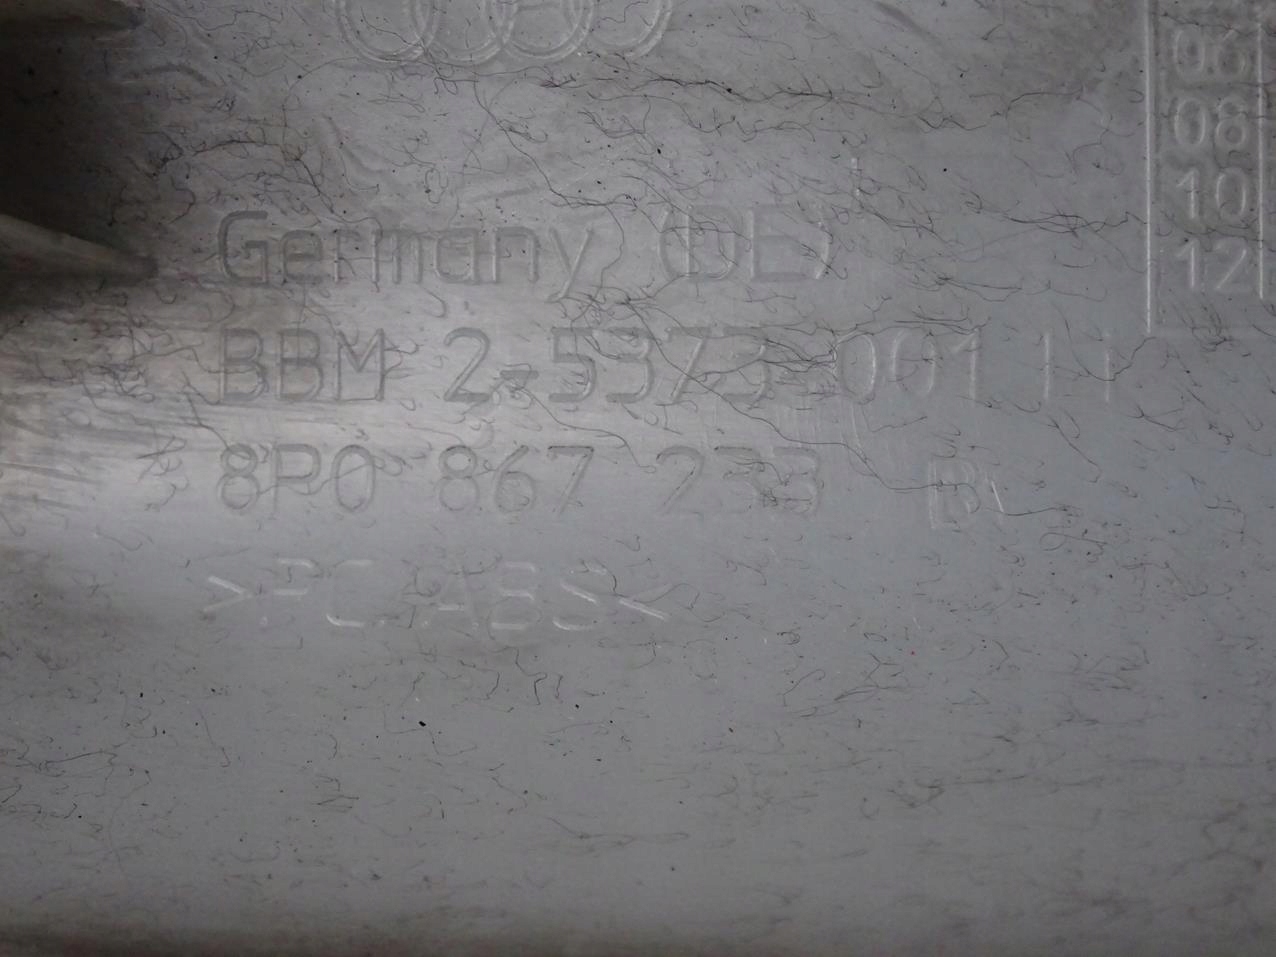 Germany (DE)
BBM 2-5373-001 | |
8P0 867 233 B
>PC.ABS<
06
08
10
12